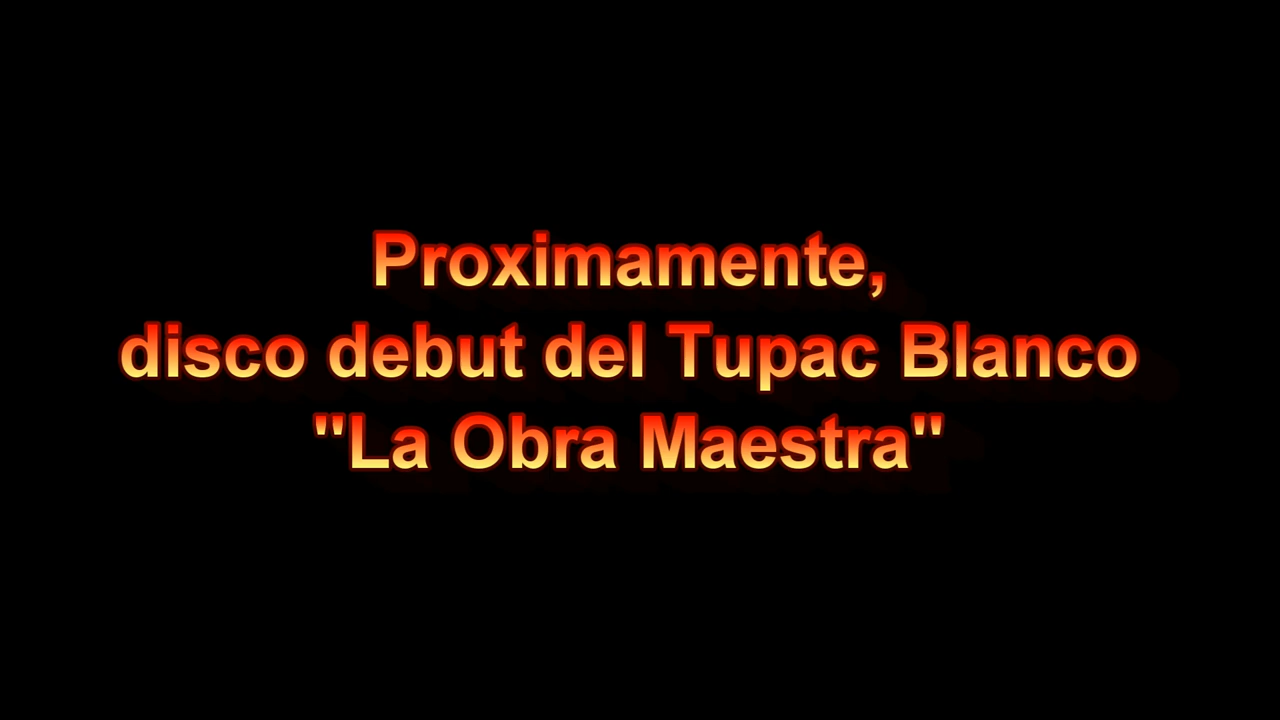 Proximamente,
disco debut del Tupac Blanco
"La Obra Maestra"